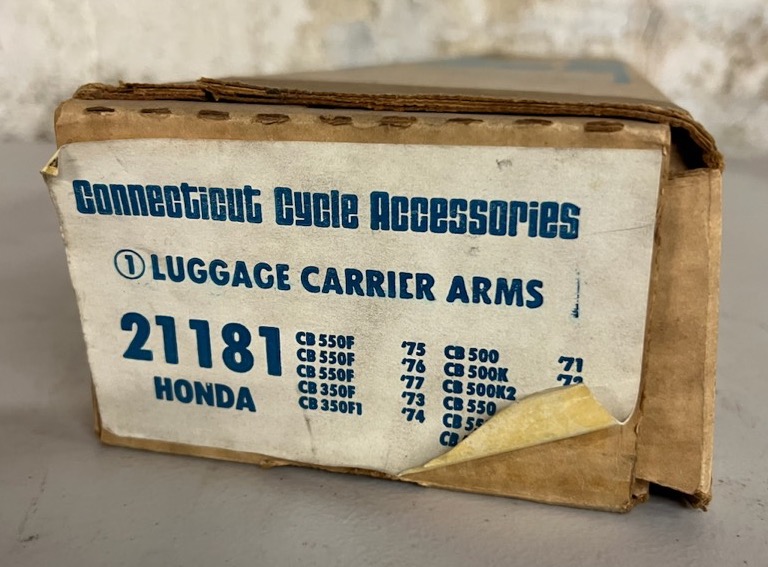 Connecticut Cycle Accessories
① LUGGAGE CARRIER ARMS
21181
HONDA
CB 550F '75
CB 550F '76
CB 550F '77
CB 350F '73
CB 350F1 '74
CB 500 '71
CB 500K
CB 500K2
CB 550
CB